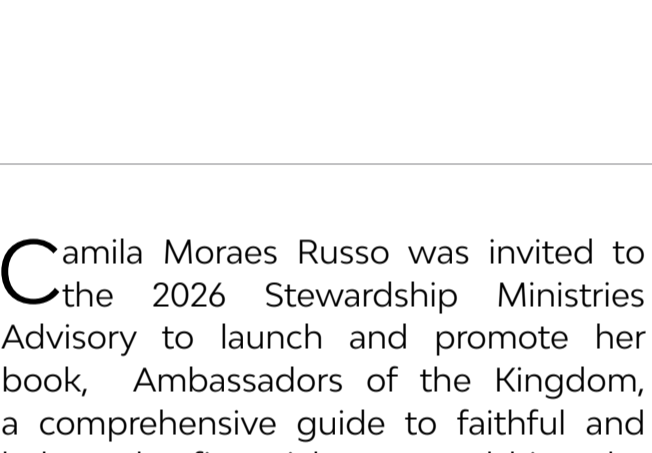 Camila Moraes Russo was invited to
the 2026 Stewardship Ministries
Advisory to launch and promote her
book, Ambassadors of the Kingdom,
a comprehensive guide to faithful and